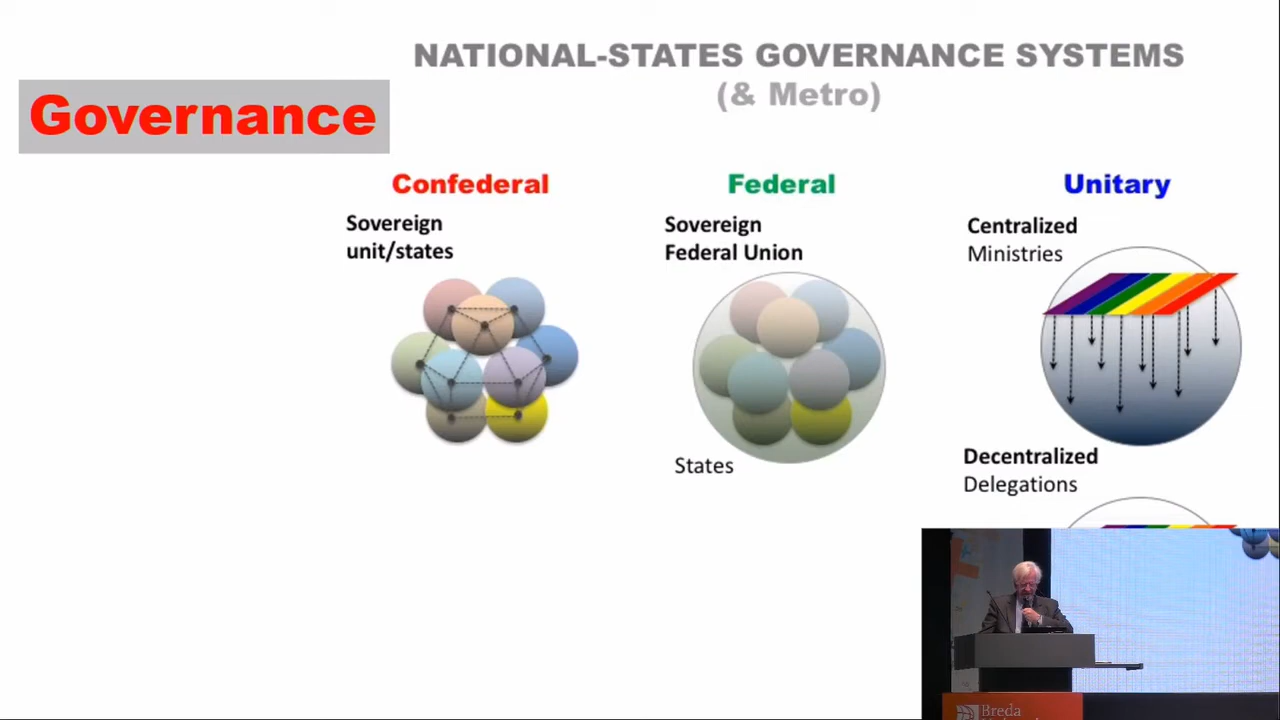 NATIONAL-STATES GOVERNANCE SYSTEMS
(& Metro)
Governance
Confederal
Sovereign
unit/states
Federal
Sovereign
Federal Union
States
Unitary
Centralized
Ministries
Decentralized
Delegations
Breda